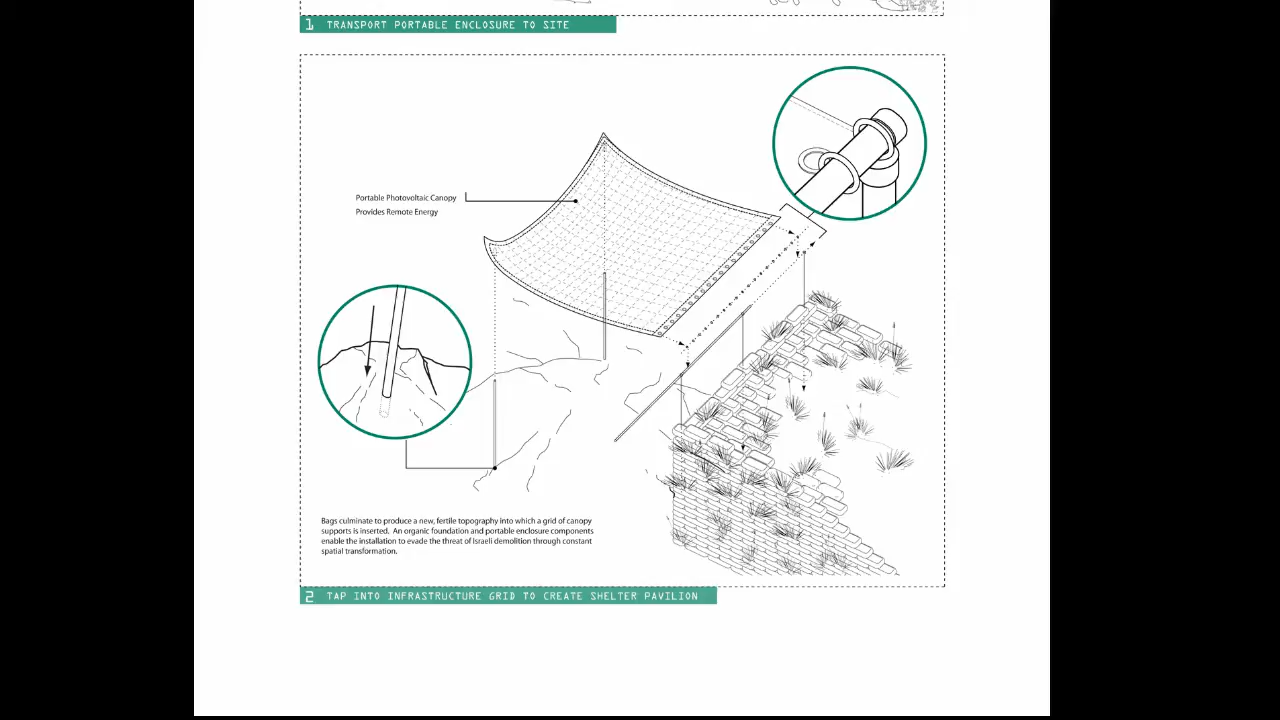 1 TRANSPORT PORTABLE ENCLOSURE TO SITE
Portable Photovoltaic Canopy
Provides Remote Energy
Bags culminate to produce a new, fertile topography into which a grid of canopy
supports is inserted. An organic foundation and portable enclosure components
enable the installation to evade the threat of Israeli demolition through constant
spatial transformation.
2 TAP INTO INFRASTRUCTURE GRID TO CREATE SHELTER PAVILION